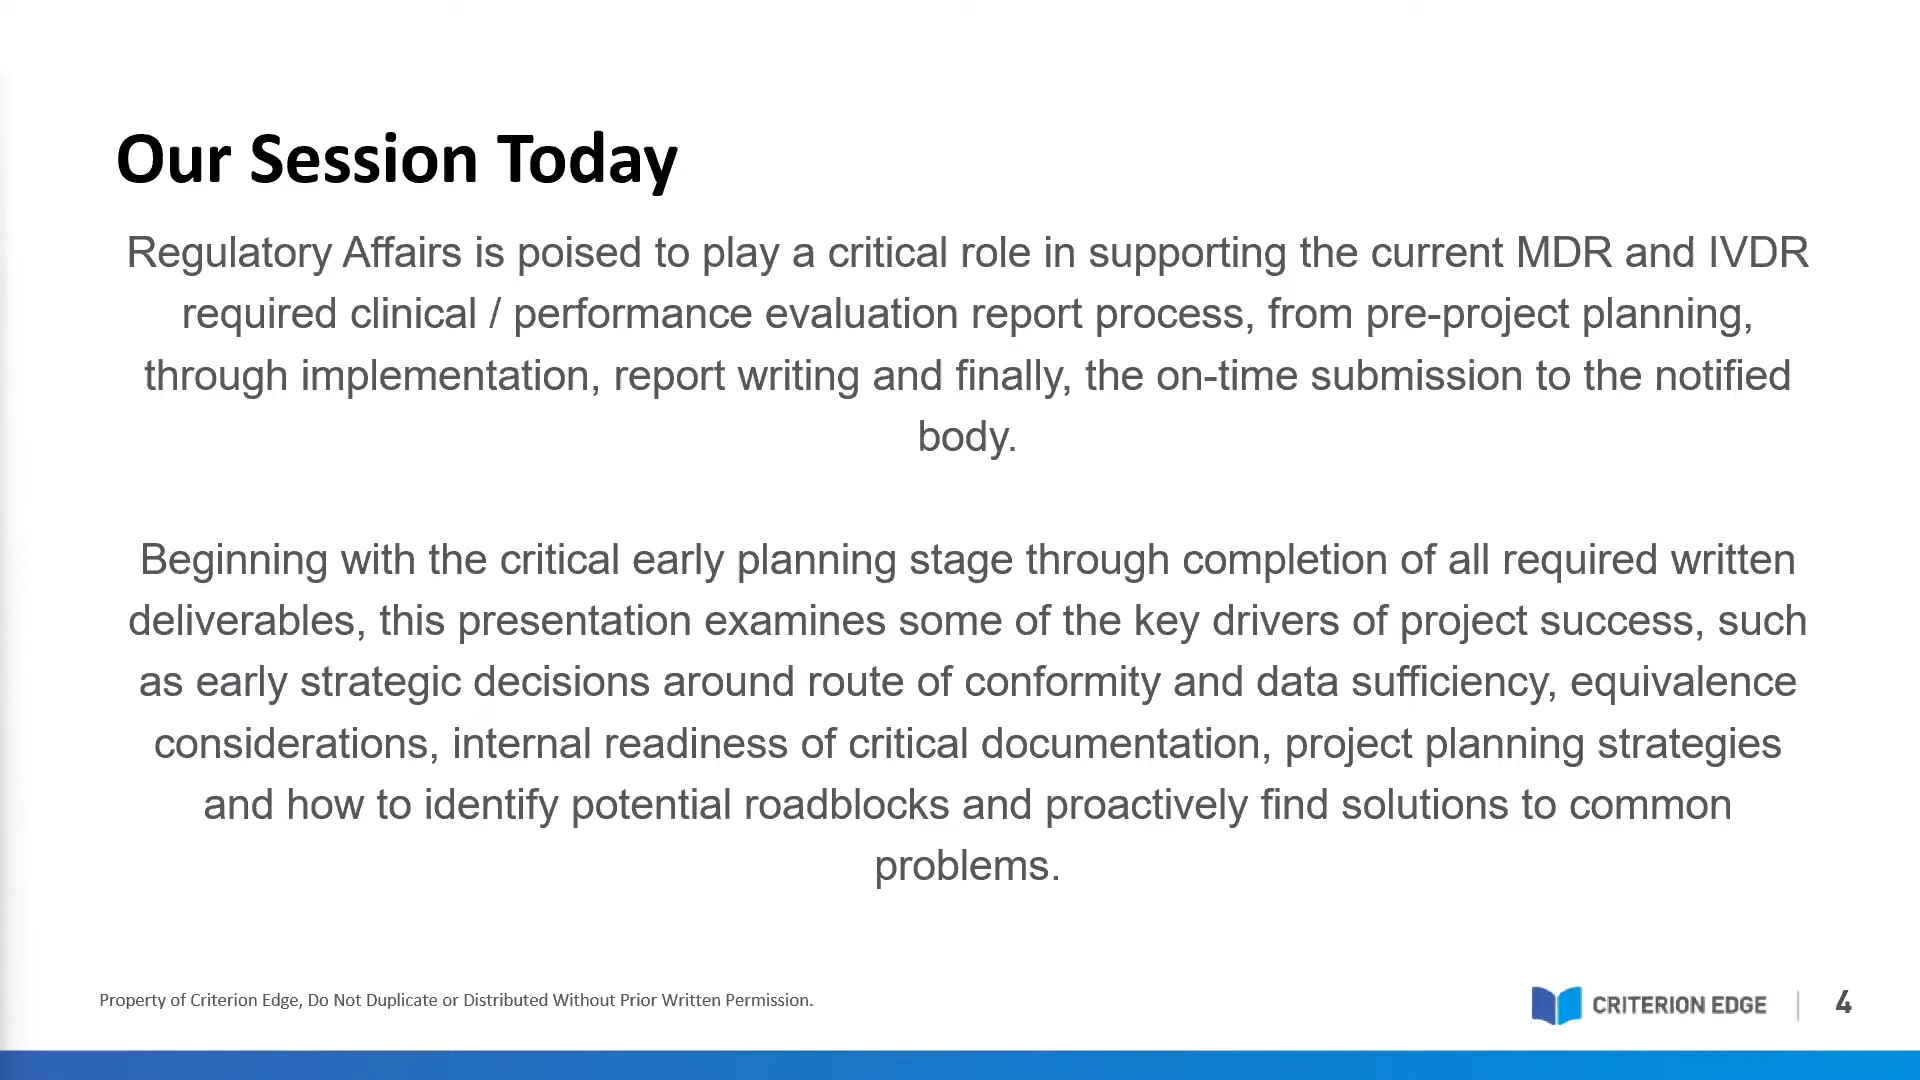 Our Session Today
Regulatory Affairs is poised to play a critical role in supporting the current MDR and IVDR
required clinical / performance evaluation report process, from pre-project planning,
through implementation, report writing and finally, the on-time submission to the notified
body.
Beginning with the critical early planning stage through completion of all required written
deliverables, this presentation examines some of the key drivers of project success, such
as early strategic decisions around route of conformity and data sufficiency, equivalence
considerations, internal readiness of critical documentation, project planning strategies
and how to identify potential roadblocks and proactively find solutions to common
problems.
Property of Criterion Edge, Do Not Duplicate or Distributed Without Prior Written Permission.
CRITERION EDGE | 4